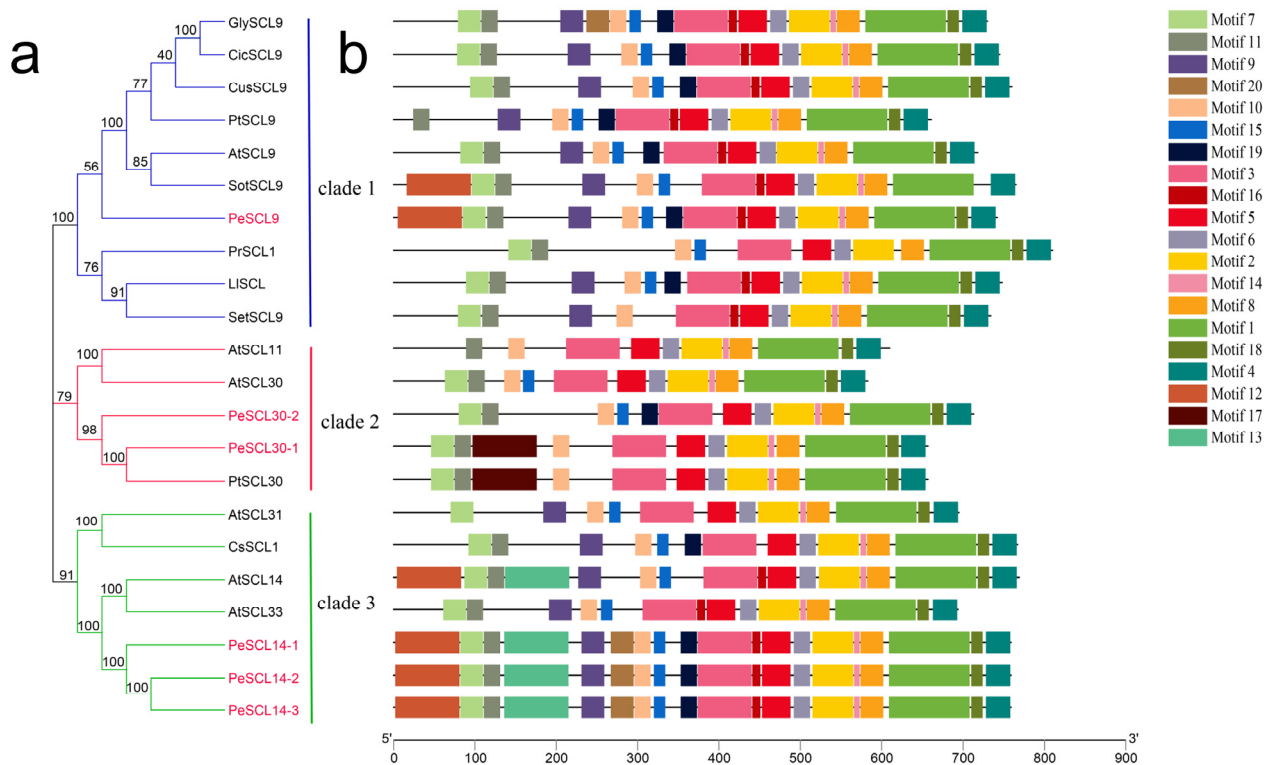 a
b
100
GlySCL9
40
CicSCL9
77
CusSCL9
100
PtSCL9
85
AtSCL9
56
SotSCL9
100
PeSCL9
76
PrSCL1
91
LlSCL
SetSCL9
clade 1
100
AtSCL11
79
AtSCL30
98
PeSCL30-2
100
PeSCL30-1
PtSCL30
clade 2
100
AtSCL31
91
CsSCL1
100
AtSCL14
100
AtSCL33
100
PeSCL14-1
100
PeSCL14-2
PeSCL14-3
clade 3
5' 3'
0 100 200 300 400 500 600 700 800 900
Motif 7
Motif 11
Motif 9
Motif 20
Motif 10
Motif 15
Motif 19
Motif 3
Motif 16
Motif 5
Motif 6
Motif 2
Motif 14
Motif 8
Motif 1
Motif 18
Motif 4
Motif 12
Motif 17
Motif 13